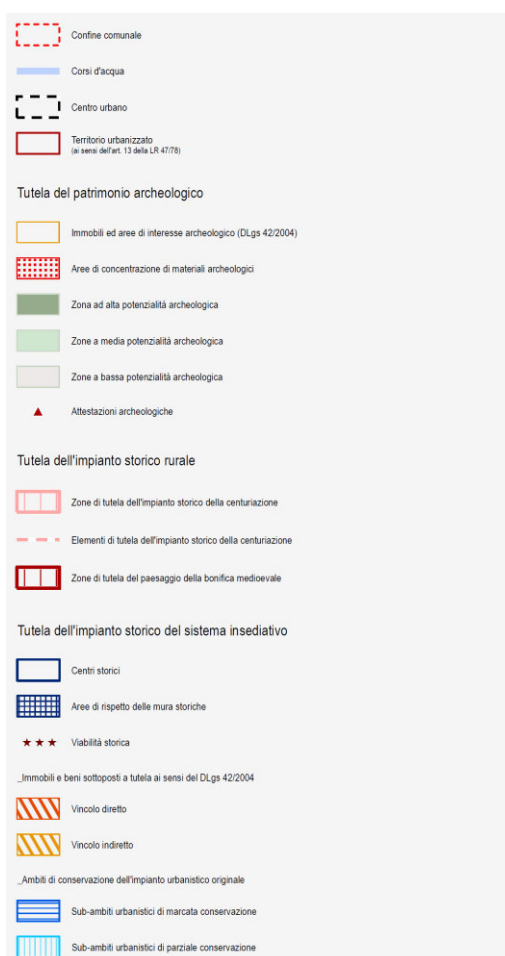 Confine comunale
Corsi d'acqua
Centro urbano
Territorio urbanizzato
(ai sensi dell'art. 13 della LR 47/78)
Tutela del patrimonio archeologico
Immobili ed aree di interesse archeologico (DLgs 42/2004)
Aree di concentrazione di materiali archeologici
Zona ad alta potenzialità archeologica
Zone a media potenzialità archeologica
Zone a bassa potenzialità archeologica
Attestazioni archeologiche
Tutela dell'impianto storico rurale
Zone di tutela dell'impianto storico della centuriazione
Elementi di tutela dell'impianto storico della centuriazione
Zone di tutela del paesaggio della bonifica medioevale
Tutela dell'impianto storico del sistema insediativo
Centri storici
Aree di rispetto delle mura storiche
Viabilità storica
_Immobili e beni sottoposti a tutela ai sensi del DLgs 42/2004
Vincolo diretto
Vincolo indiretto
_Ambiti di conservazione dell'impianto urbanistico originale
Sub-ambiti urbanistici di marcata conservazione
Sub-ambiti urbanistici di parziale conservazione